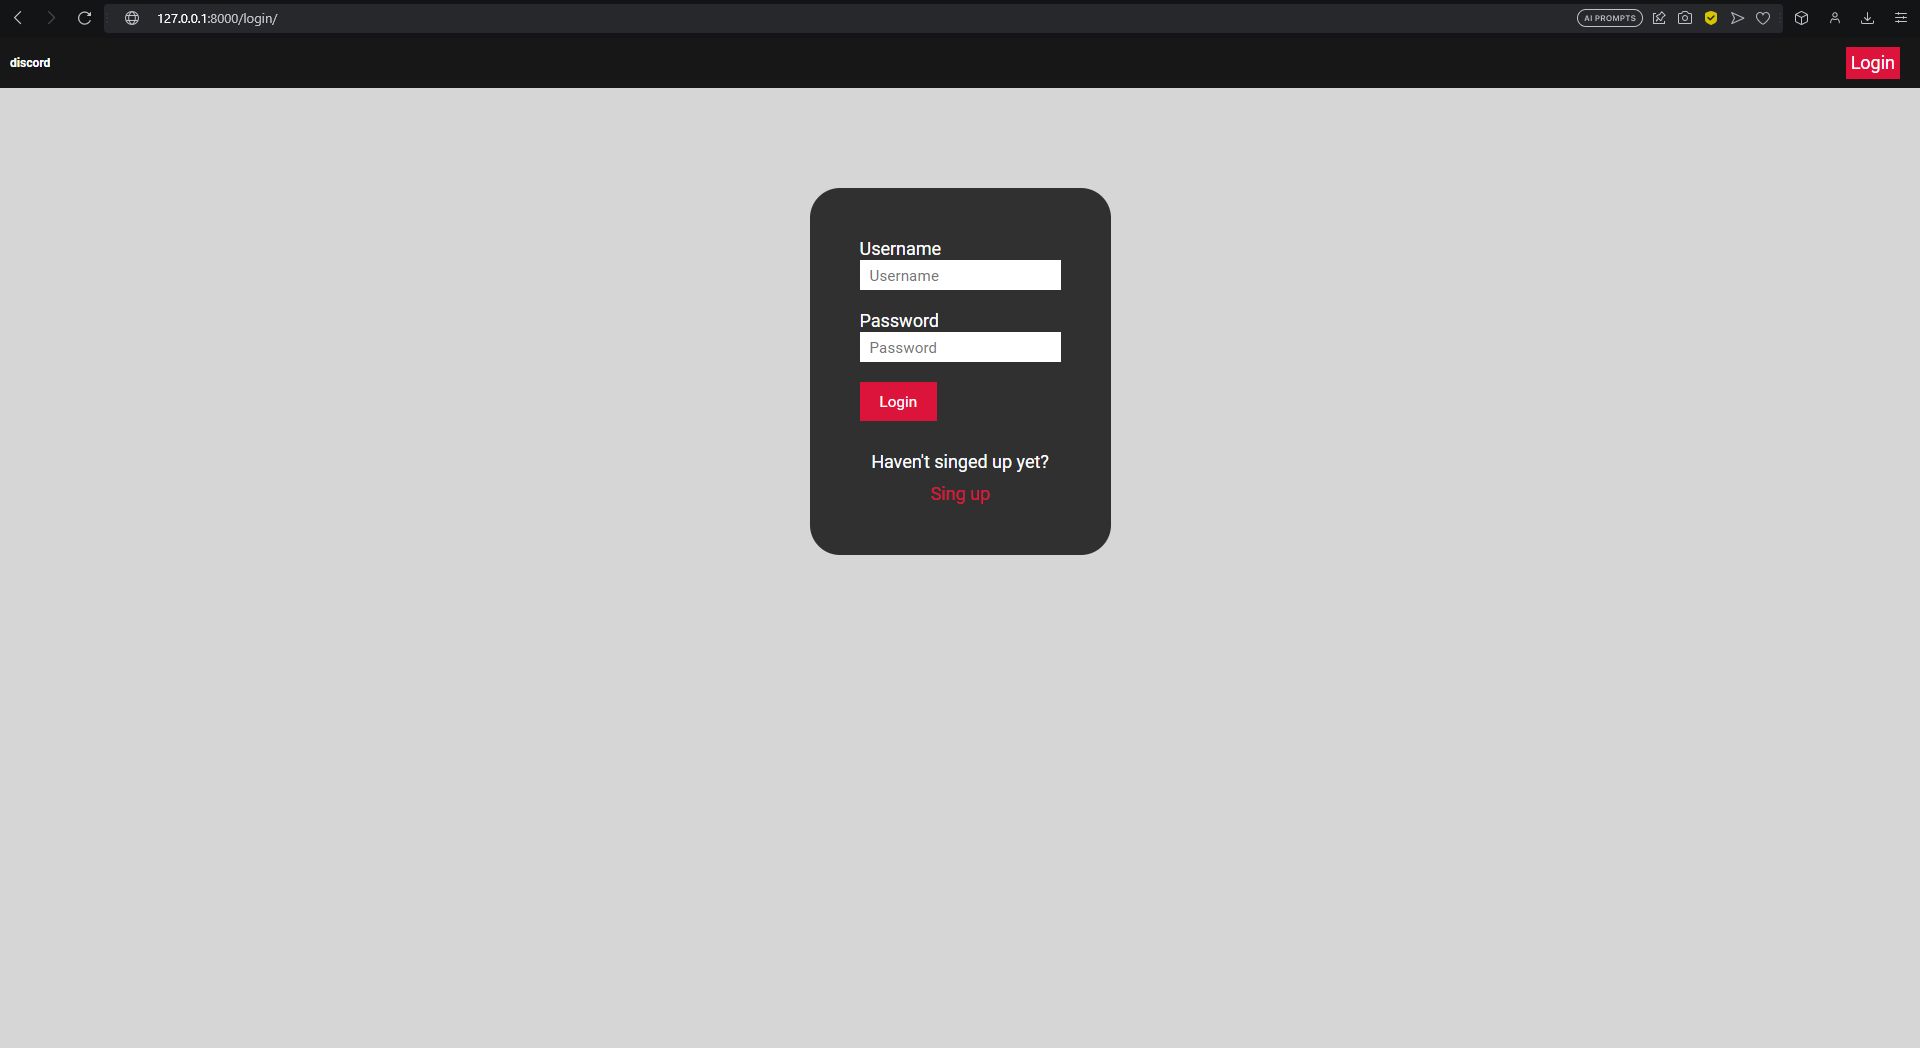 127.0.0.1:8000/login/
AI PROMPTS
discord
Login
Username
Username
Password
Password
Login
Haven't singed up yet?
Sing up